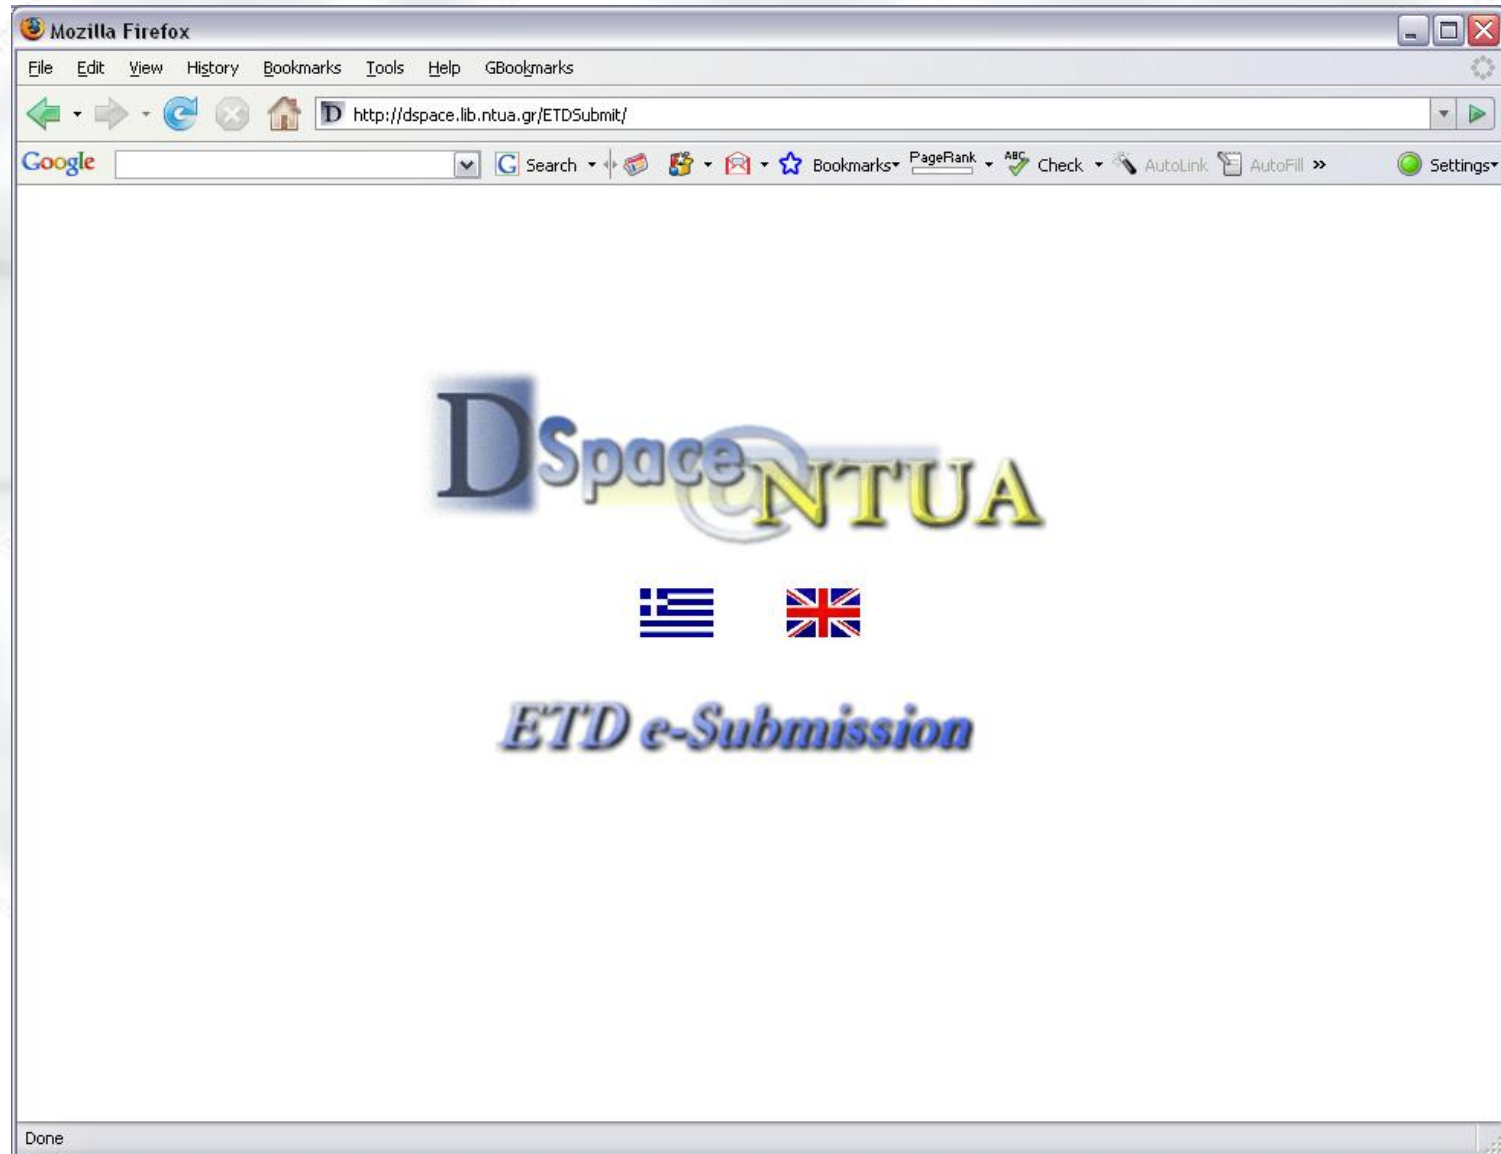 Mozilla Firefox
File Edit View History Bookmarks Tools Help GBookmarks
D http://dspace.lib.ntua.gr/ETDSubmit/
Google G Search Bookmarks PageRank ABC Check AutoLink AutoFill » Settings
DSpace@NTUA
ETD e-Submission
Done